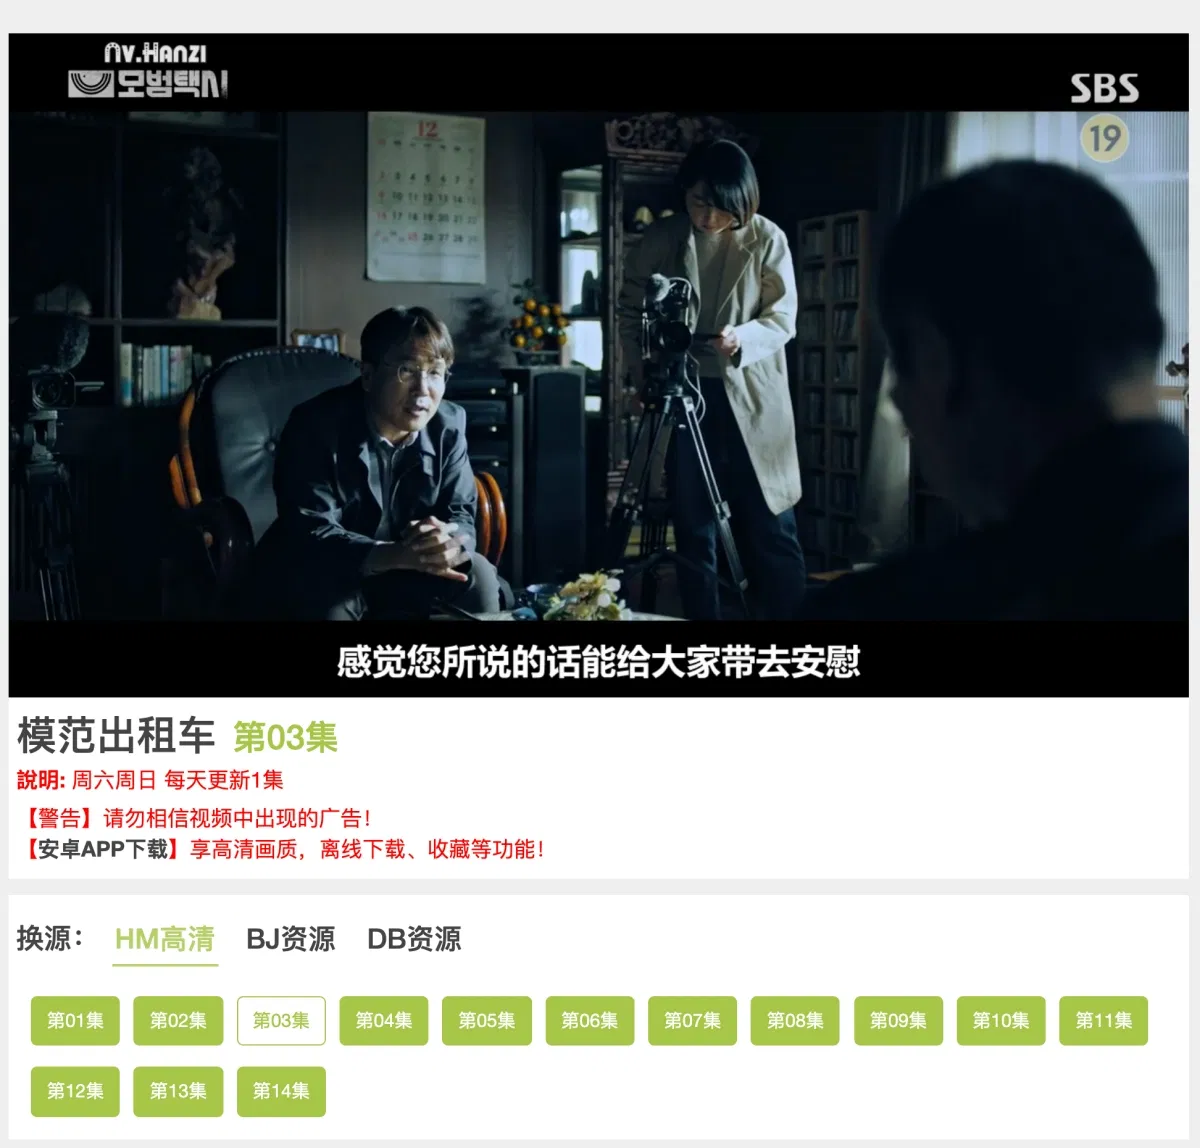 NV.HANZI
모범택시
SBS
19
12
感觉您所说的话能给大家带去安慰
模范出租车 第03集
說明: 周六周日 每天更新1集
【警告】请勿相信视频中出现的广告！
【安卓APP下载】享高清画质，离线下载、收藏等功能！
换源： HM高清 BJ资源 DB资源
第01集 第02集 第03集 第04集 第05集 第06集 第07集 第08集 第09集 第10集 第11集
第12集 第13集 第14集